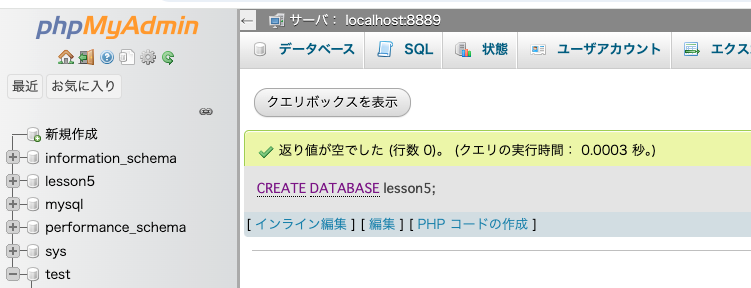 phpMyAdmin
最近 お気に入り
新規作成
information_schema
lesson5
mysql
performance_schema
sys
test
サーバ: localhost:8889
データベース SQL 状態 ユーザアカウント エクス
クエリボックスを表示
返り値が空でした (行数 0)。 (クエリの実行時間: 0.0003 秒。)
CREATE DATABASE lesson5;
[ インライン編集 ] [ 編集 ] [ PHP コードの作成 ]